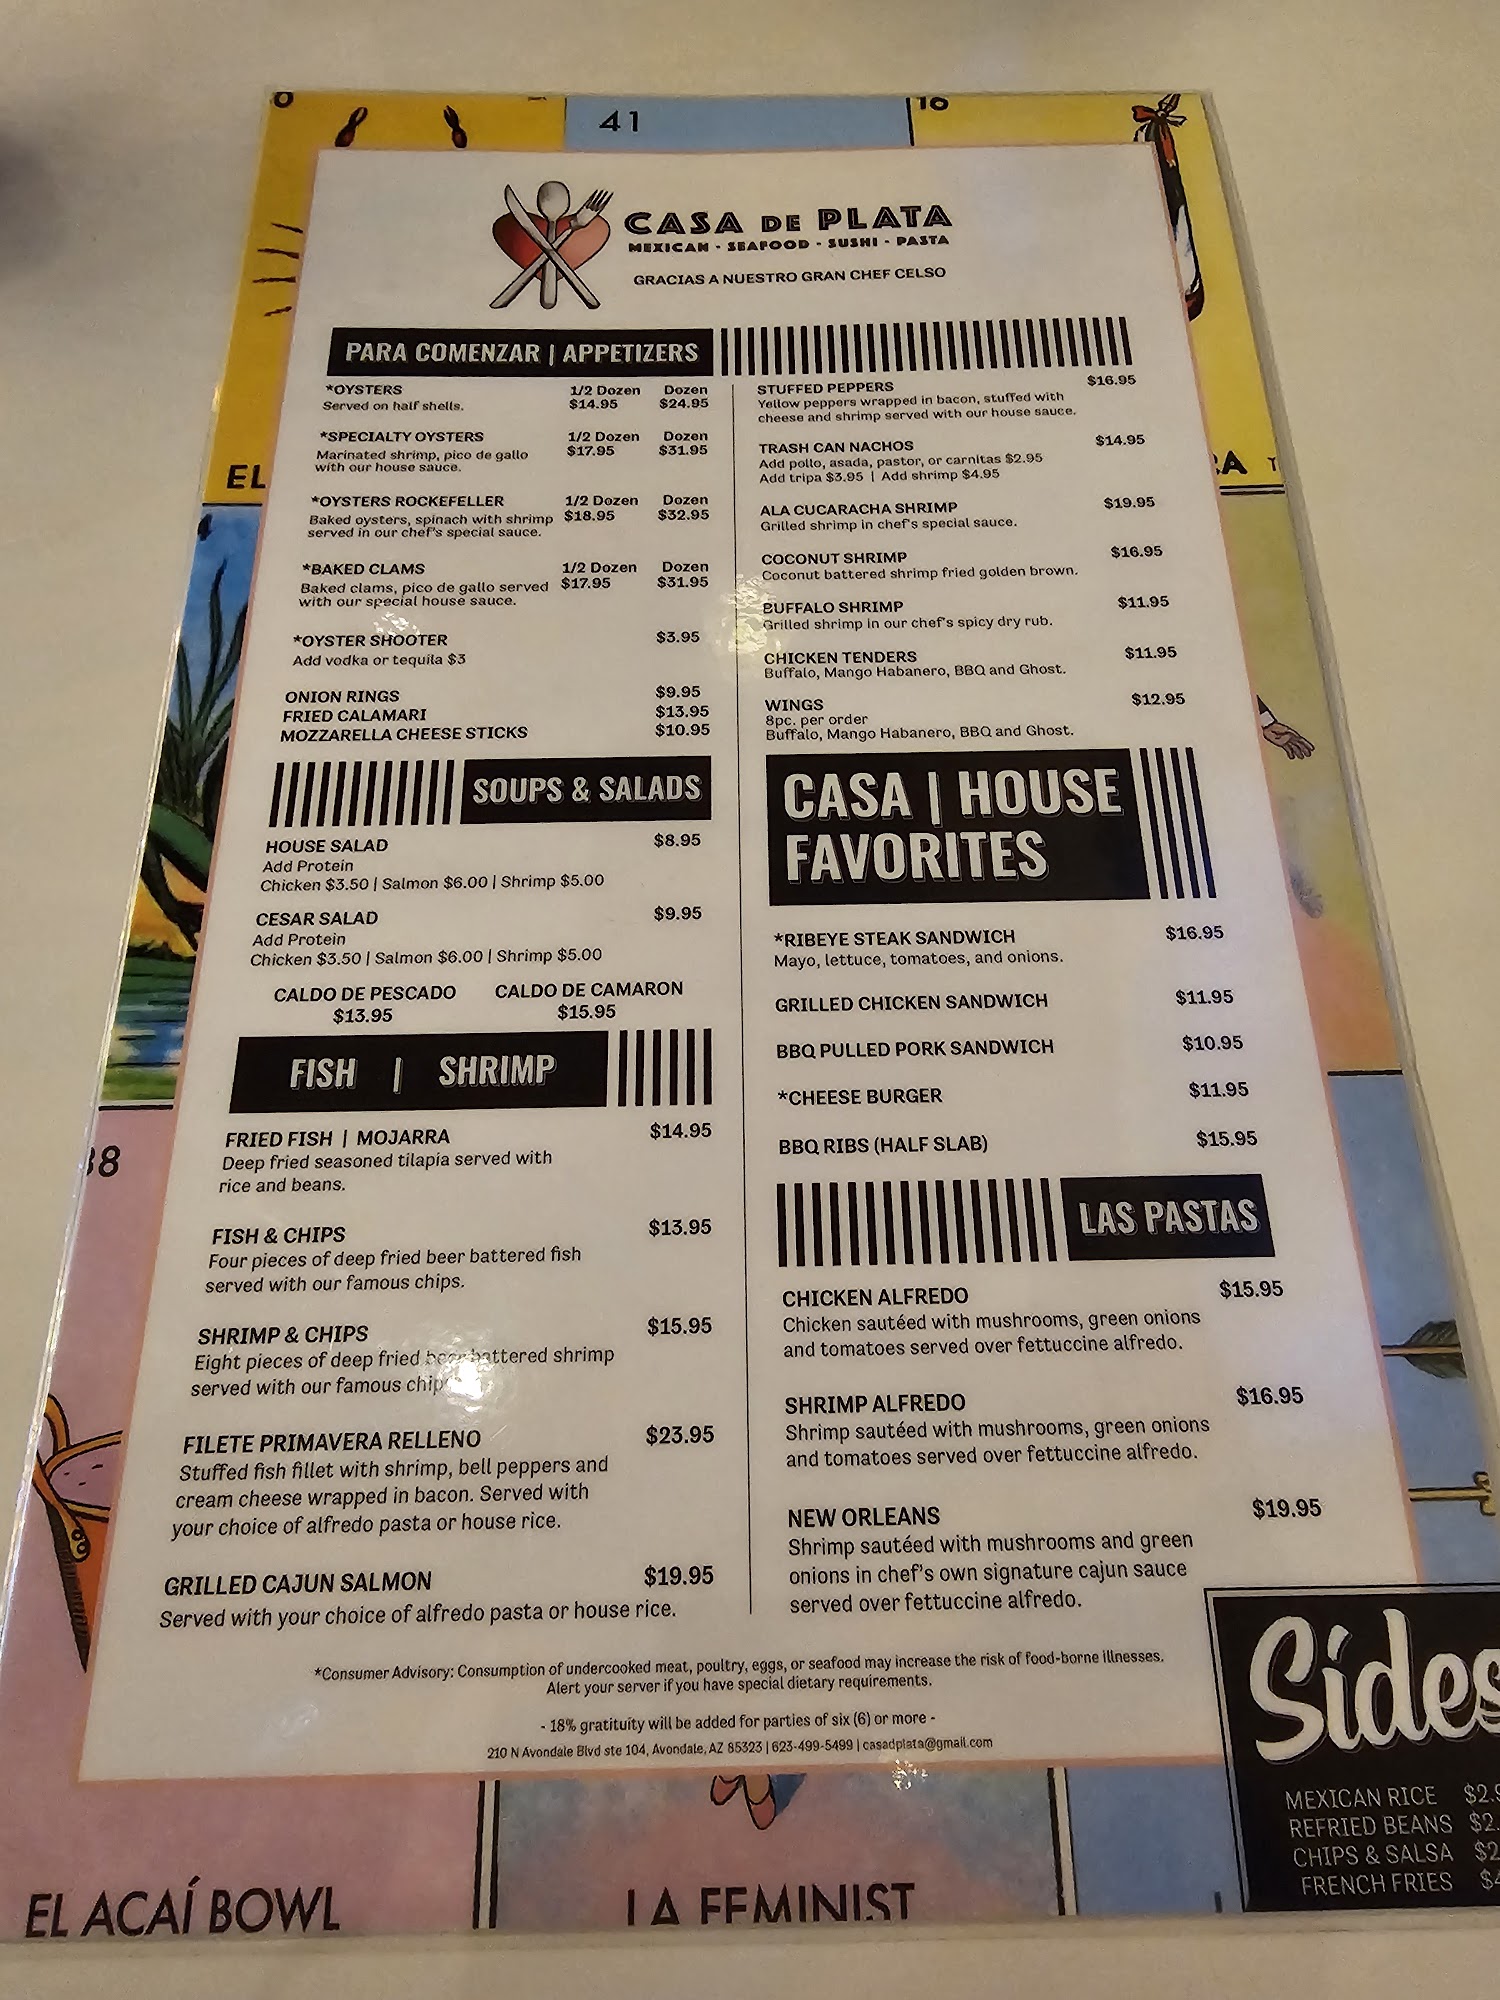 41
CASA DE PLATA
MEXICAN - SEAFOOD - SUSHI - PASTA
GRACIAS A NUESTRO GRAN CHEF CELSO
PARA COMENZAR | APPETIZERS
*OYSTERS 1/2 Dozen Dozen
Served on half shells. $14.95 $24.95
*SPECIALTY OYSTERS 1/2 Dozen Dozen
Marinated shrimp, pico de gallo $17.95 $31.95
with our house sauce.
*OYSTERS ROCKEFELLER 1/2 Dozen Dozen
Baked oysters, spinach with shrimp $18.95 $32.95
served in our chef's special sauce.
*BAKED CLAMS 1/2 Dozen Dozen
Baked clams, pico de gallo served $17.95 $31.95
with our special house sauce.
*OYSTER SHOOTER $3.95
Add vodka or tequila $3
ONION RINGS $9.95
FRIED CALAMARI $13.95
MOZZARELLA CHEESE STICKS $10.95
SOUPS & SALADS
HOUSE SALAD $8.95
Add Protein
Chicken $3.50 | Salmon $6.00 | Shrimp $5.00
CESAR SALAD $9.95
Add Protein
Chicken $3.50 | Salmon $6.00 | Shrimp $5.00
CALDO DE PESCADO CALDO DE CAMARON
$13.95 $15.95
FISH | SHRIMP
FRIED FISH | MOJARRA $14.95
Deep fried seasoned tilapia served with
rice and beans.
FISH & CHIPS $13.95
Four pieces of deep fried beer battered fish
served with our famous chips.
SHRIMP & CHIPS $15.95
Eight pieces of deep fried beer battered shrimp
served with our famous
FILETE PRIMAVERA RELLENO $23.95
Stuffed fish fillet with shrimp, bell peppers and
cream cheese wrapped in bacon. Served with
your choice of alfredo pasta or house rice.
GRILLED CAJUN SALMON $19.95
Served with your choice of alfredo pasta or house rice.
STUFFED PEPPERS $16.95
Yellow peppers wrapped in bacon, stuffed with
cheese and shrimp served with our house sauce.
TRASH CAN NACHOS $14.95
Add pollo, asada, pastor, or carnitas $2.95
Add tripa $3.95 | Add shrimp $4.95
ALA CUCARACHA SHRIMP $19.95
Grilled shrimp in chef's special sauce.
COCONUT SHRIMP $16.95
Coconut battered shrimp fried golden brown.
BUFFALO SHRIMP $11.95
Grilled shrimp in our chef's spicy dry rub.
CHICKEN TENDERS $11.95
Buffalo, Mango Habanero, BBQ and Ghost.
WINGS $12.95
8pc. per order
Buffalo, Mango Habanero, BBQ and Ghost.
CASA | HOUSE
FAVORITES
*RIBEYE STEAK SANDWICH $16.95
Mayo, lettuce, tomatoes, and onions.
GRILLED CHICKEN SANDWICH $11.95
BBQ PULLED PORK SANDWICH $10.95
*CHEESE BURGER $11.95
BBQ RIBS (HALF SLAB) $15.95
LAS PASTAS
CHICKEN ALFREDO $15.95
Chicken sautéed with mushrooms, green onions
and tomatoes served over fettuccine alfredo.
SHRIMP ALFREDO $16.95
Shrimp sautéed with mushrooms, green onions
and tomatoes served over fettuccine alfredo.
NEW ORLEANS $19.95
Shrimp sautéed with mushrooms and green
onions in chef's own signature cajun sauce
served over fettuccine alfredo.
*Consumer Advisory: Consumption of undercooked meat, poultry, eggs, or seafood may increase the risk of food-borne illnesses.
Alert your server if you have special dietary requirements.
- 18% gratituity will be added for parties of six (6) or more -
210 N Avondale Blvd ste 104, Avondale, AZ 85323 | 623-499-5499 | casadplata@gmail.com
Sides
MEXICAN RICE
REFRIED BEANS
CHIPS & SALSA
FRENCH FRIES
EL
EL ACAÍ BOWL
LA FEMINIST